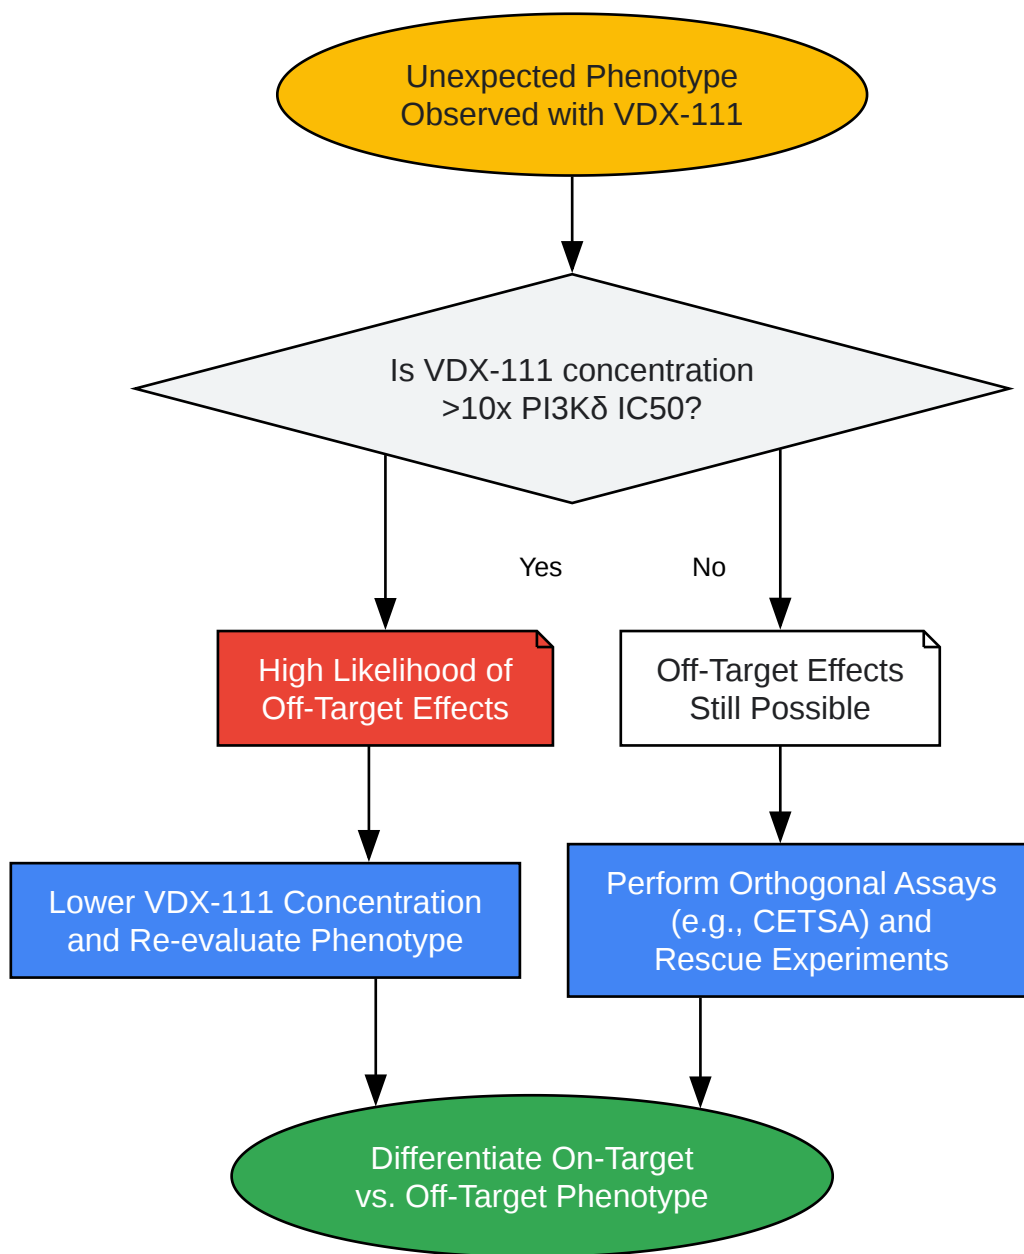 Unexpected Phenotype
Observed with VDX-111
Is VDX-111 concentration
>10x PI3Kδ IC50?
Yes
No
High Likelihood of
Off-Target Effects
Off-Target Effects
Still Possible
Lower VDX-111 Concentration
and Re-evaluate Phenotype
Perform Orthogonal Assays
(e.g., CETSA) and
Rescue Experiments
Differentiate On-Target
vs. Off-Target Phenotype